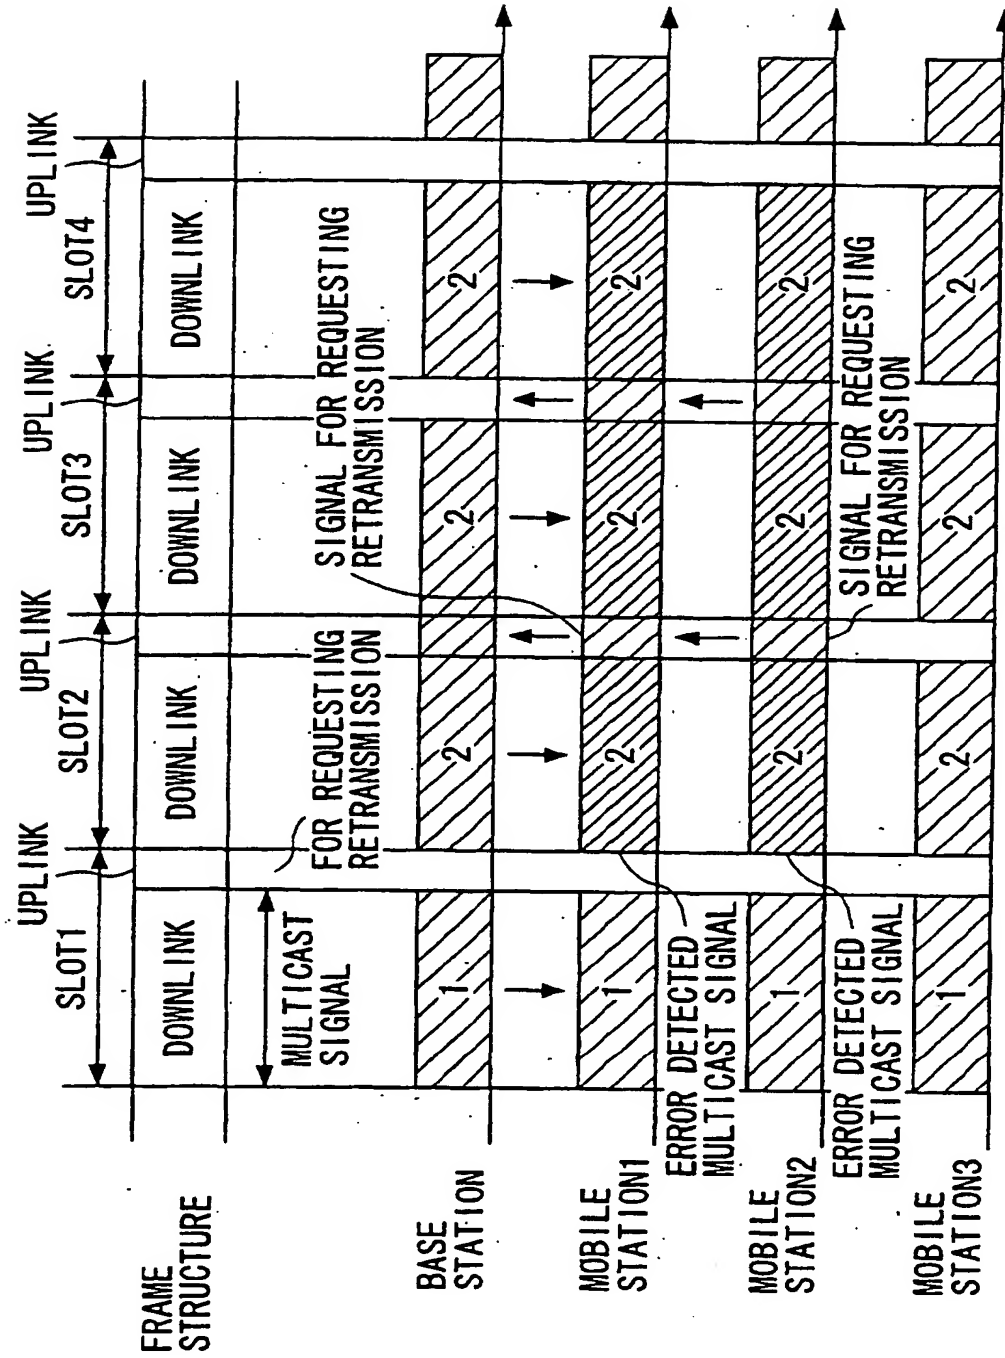 UPLINK
UPLINK
UPLINK
UPLINK
SLOT1
SLOT2
SLOT3
SLOT4
FRAME
STRUCTURE
DOWNLINK
DOWNLINK
DOWNLINK
DOWNLINK
MULTICAST
SIGNAL
FOR REQUESTING
RETRANSMISSION
SIGNAL FOR REQUESTING
RETRANSMISSION
BASE
STATION
1
2
2
2
MOBILE
STATION1
1
2
2
2
ERROR DETECTED
MULTICAST SIGNAL
MOBILE
STATION2
1
2
2
2
ERROR DETECTED
MULTICAST SIGNAL
SIGNAL FOR REQUESTING
RETRANSMISSION
MOBILE
STATION3
1
2
2
2